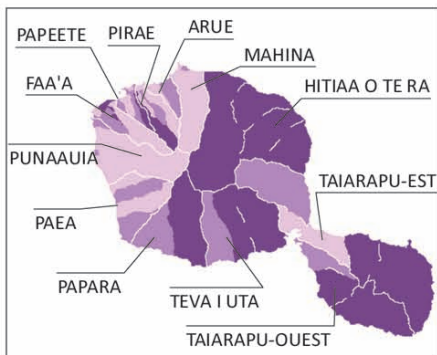 ARUE
PIRAE
PAPEETE
MAHINA
FAA'A
HITIAA O TE RA
PUNAAUIA
TAIARAPU-EST
PAEA
PAPARA
TEVA I UTA
TAIARAPU-OUEST